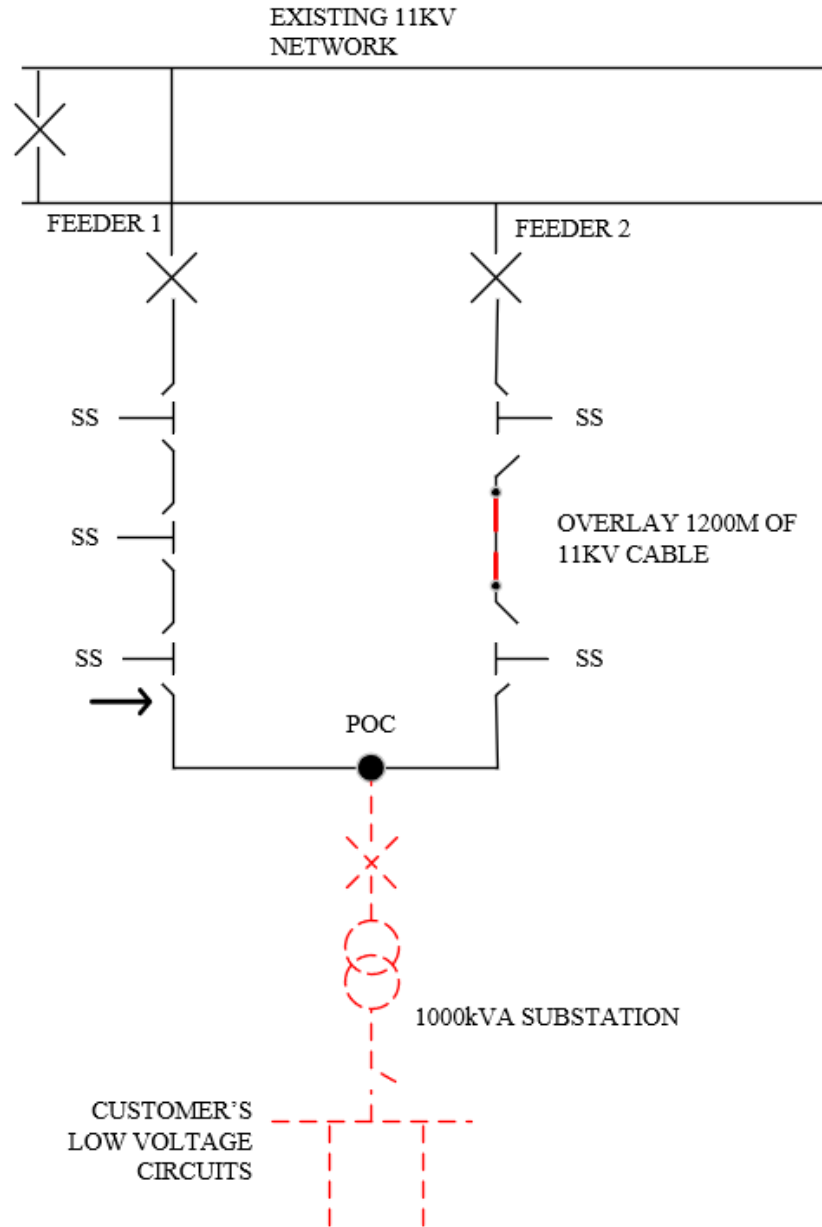 EXISTING 11KV
NETWORK
FEEDER 1
FEEDER 2
SS
SS
SS
OVERLAY 1200M OF
11KV CABLE
SS
SS
POC
1000kVA SUBSTATION
CUSTOMER'S
LOW VOLTAGE
CIRCUITS